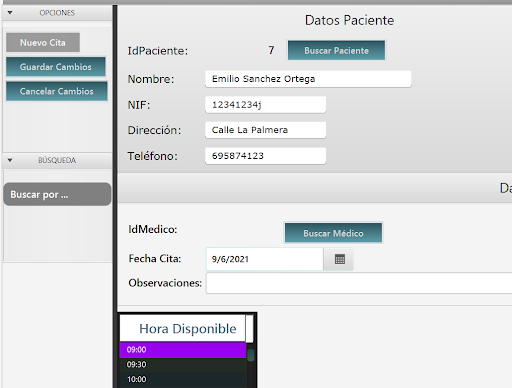 OPCIONES
Nuevo Cita
Guardar Cambios
Cancelar Cambios
BÚSQUEDA
Buscar por ...
Datos Paciente
IdPaciente: 7 Buscar Paciente
Nombre: Emilio Sanchez Ortega
NIF: 12341234j
Dirección: Calle La Palmera
Teléfono: 695874123
Da
IdMedico: Buscar Médico
Fecha Cita: 9/6/2021
Observaciones:
Hora Disponible
09:00
09:30
10:00